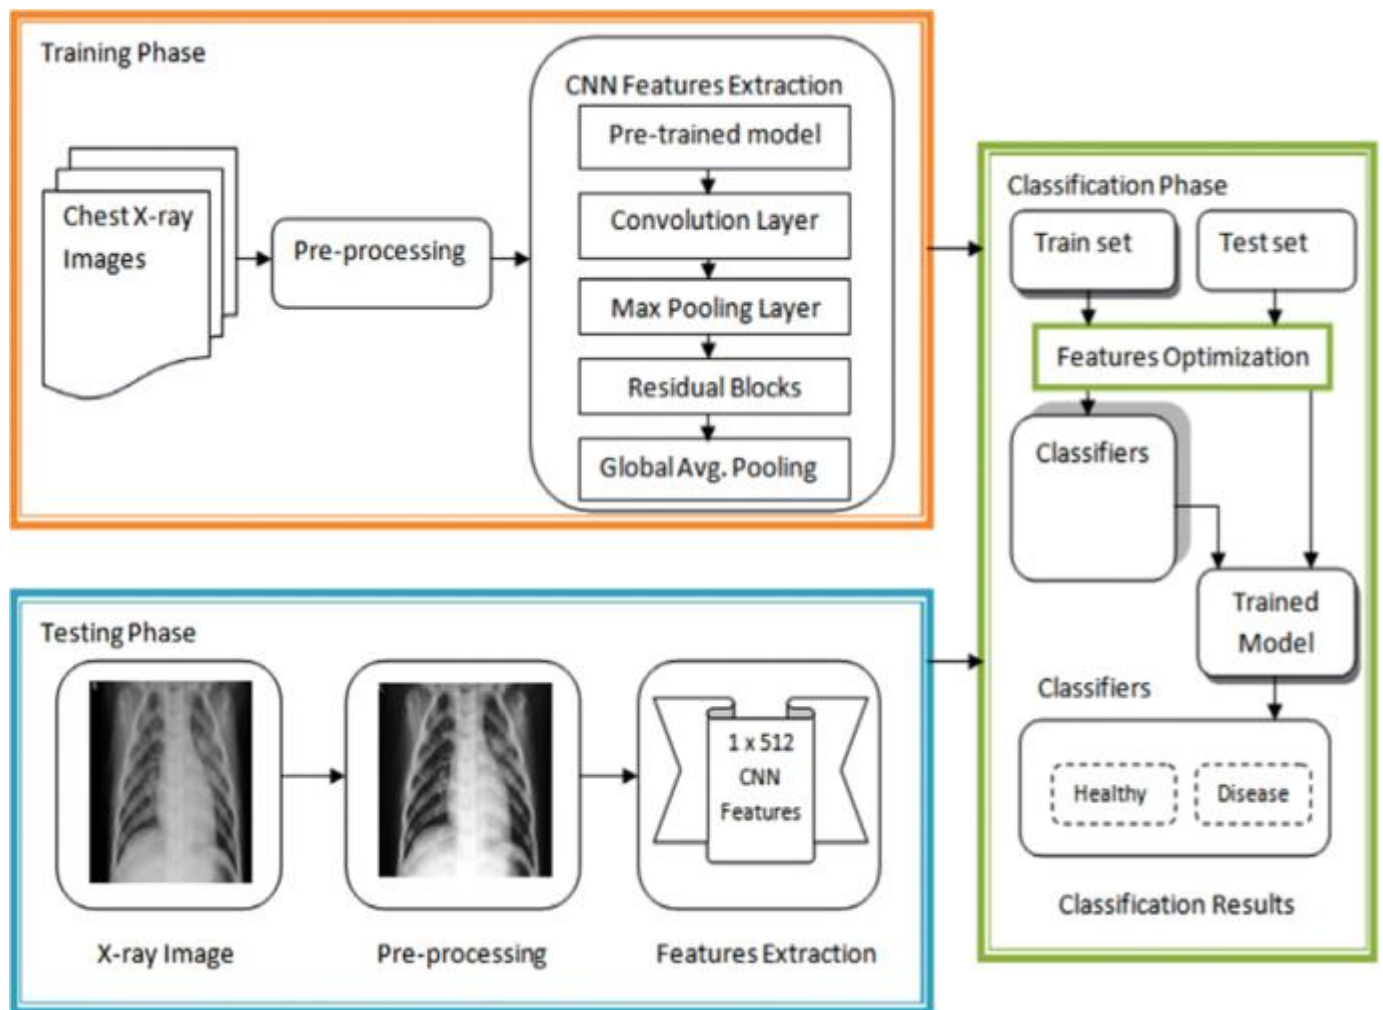 Training Phase
Chest X-ray
Images
Pre-processing
CNN Features Extraction
Pre-trained model
Convolution Layer
Max Pooling Layer
Residual Blocks
Global Avg. Pooling
Testing Phase
1 x 512
CNN
Features
X-ray Image
Pre-processing
Features Extraction
Classification Phase
Train set
Test set
Features Optimization
Classifiers
Trained
Model
Classifiers
Healthy
Disease
Classification Results